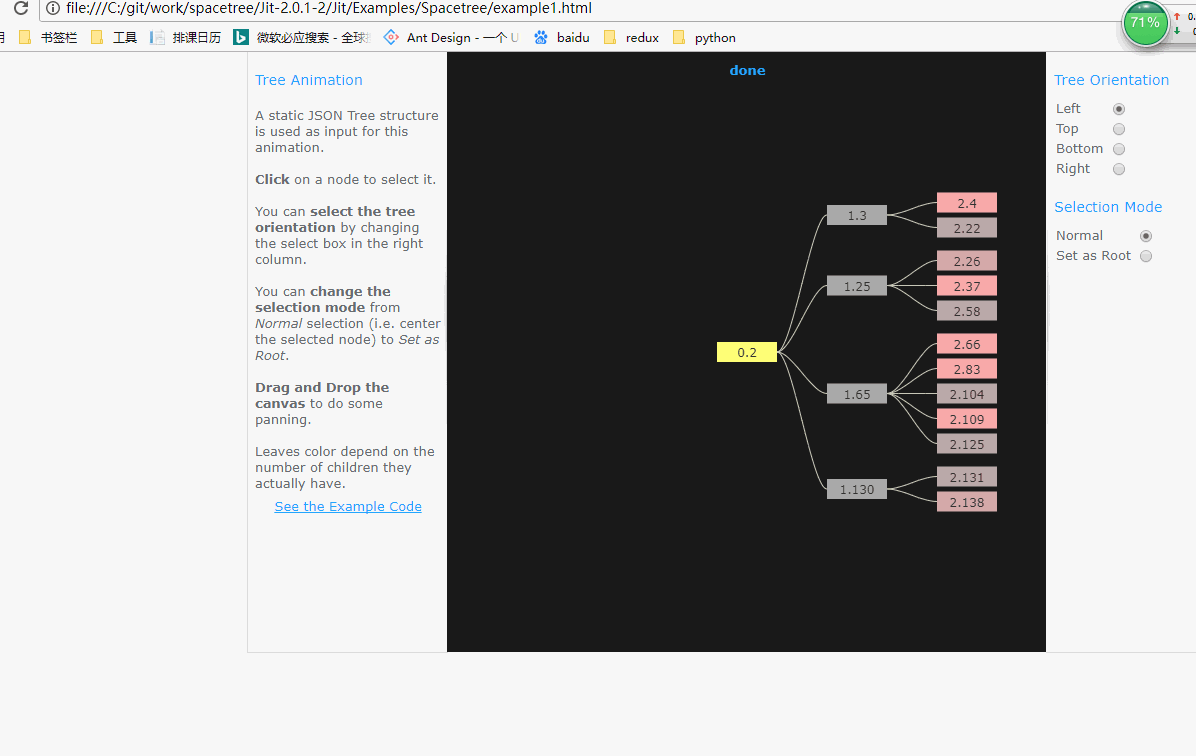 file:///C:/git/work/spacetree/Jit-2.0.1-2/Jit/Examples/Spacetree/example1.html
71%
书签栏 工具 排课日历 微软必应搜索 - 全球 Ant Design - 一个 U baidu redux python
Tree Animation
A static JSON Tree structure
is used as input for this
animation.
Click on a node to select it.
You can select the tree
orientation by changing
the select box in the right
column.
You can change the
selection mode from
Normal selection (i.e. center
the selected node) to Set as
Root.
Drag and Drop the
canvas to do some
panning.
Leaves color depend on the
number of children they
actually have.
See the Example Code
done
0.2
1.3
1.25
1.65
1.130
2.4
2.22
2.26
2.37
2.58
2.66
2.83
2.104
2.109
2.125
2.131
2.138
Tree Orientation
Left
Top
Bottom
Right
Selection Mode
Normal
Set as Root